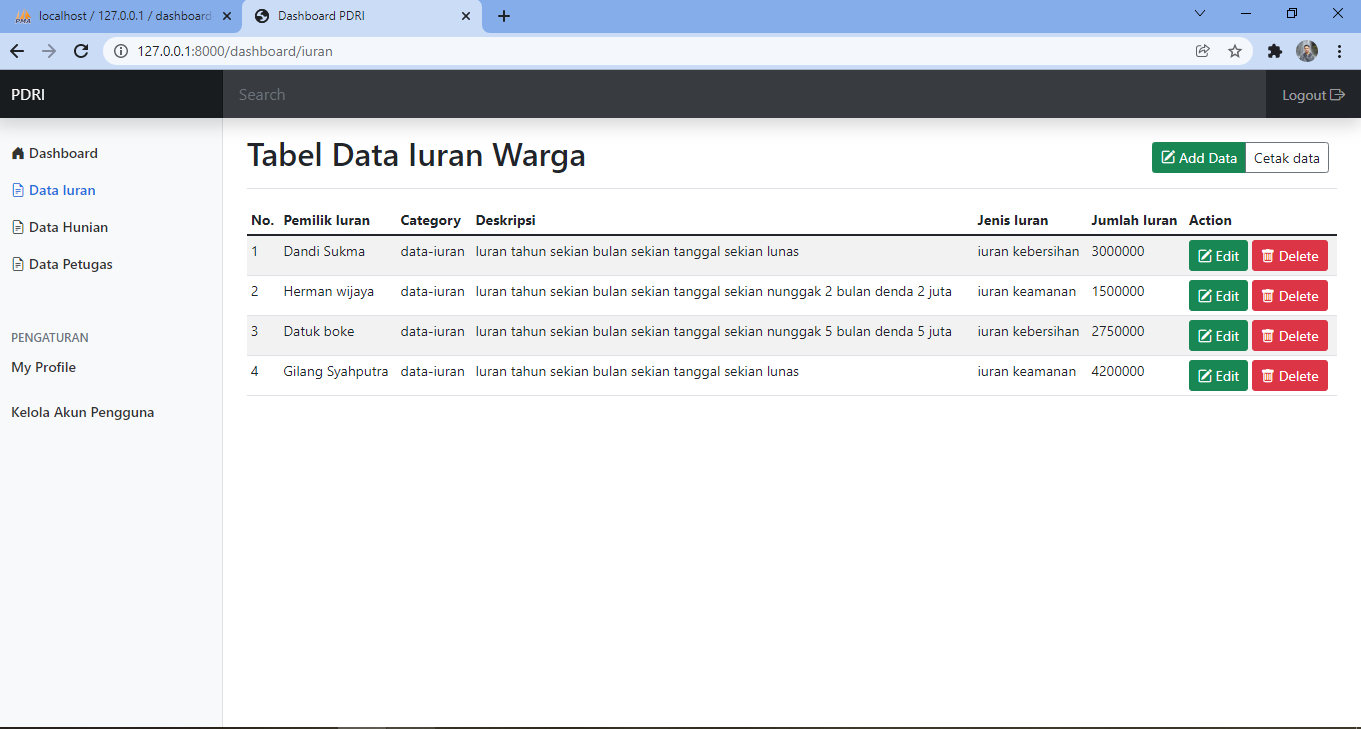 localhost / 127.0.0.1 / dashboard
Dashboard PDRI
127.0.0.1:8000/dashboard/iuran
PDRI
Search
Logout
Dashboard
Data Iuran
Data Hunian
Data Petugas
PENGATURAN
My Profile
Kelola Akun Pengguna
Tabel Data Iuran Warga
Add Data Cetak data
No. Pemilik Iuran Category Deskripsi Jenis Iuran Jumlah Iuran Action
1 Dandi Sukma data-iuran Iuran tahun sekian bulan sekian tanggal sekian lunas iuran kebersihan 3000000 Edit Delete
2 Herman wijaya data-iuran Iuran tahun sekian bulan sekian tanggal sekian nunggak 2 bulan denda 2 juta iuran keamanan 1500000 Edit Delete
3 Datuk boke data-iuran Iuran tahun sekian bulan sekian tanggal sekian nunggak 5 bulan denda 5 juta iuran kebersihan 2750000 Edit Delete
4 Gilang Syahputra data-iuran Iuran tahun sekian bulan sekian tanggal sekian lunas iuran keamanan 4200000 Edit Delete